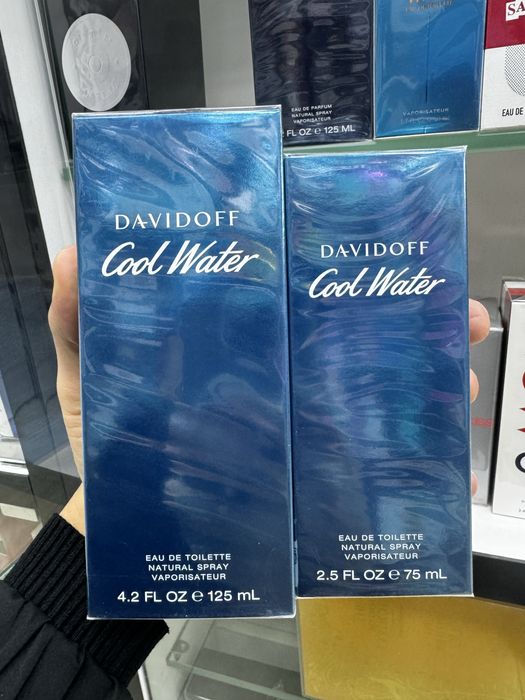 EAU DE PARFUM
NATURAL SPRAY
VAPORISATEUR
FL OZ e 125 ML
VAPORISATEUR
SA
EAU DE
DAVIDOFF
Cool Water
EAU DE TOILETTE
NATURAL SPRAY
VAPORISATEUR
4.2 FL OZ e 125 mL
DAVIDOFF
Cool Water
EAU DE TOILETTE
NATURAL SPRAY
VAPORISATEUR
2.5 FL OZ e 75 mL